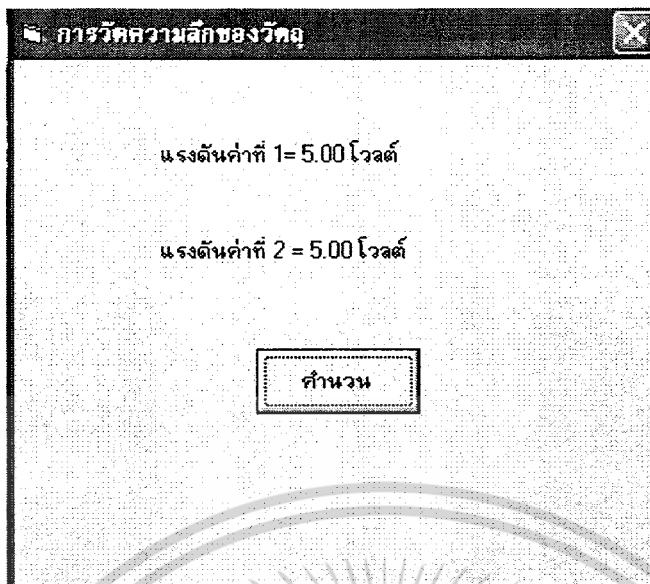 การวัดความลึกของวัตถุ
แรงดันค่าที่ 1= 5.00 โวลต์
แรงดันค่าที่ 2 = 5.00 โวลต์
คำนวน